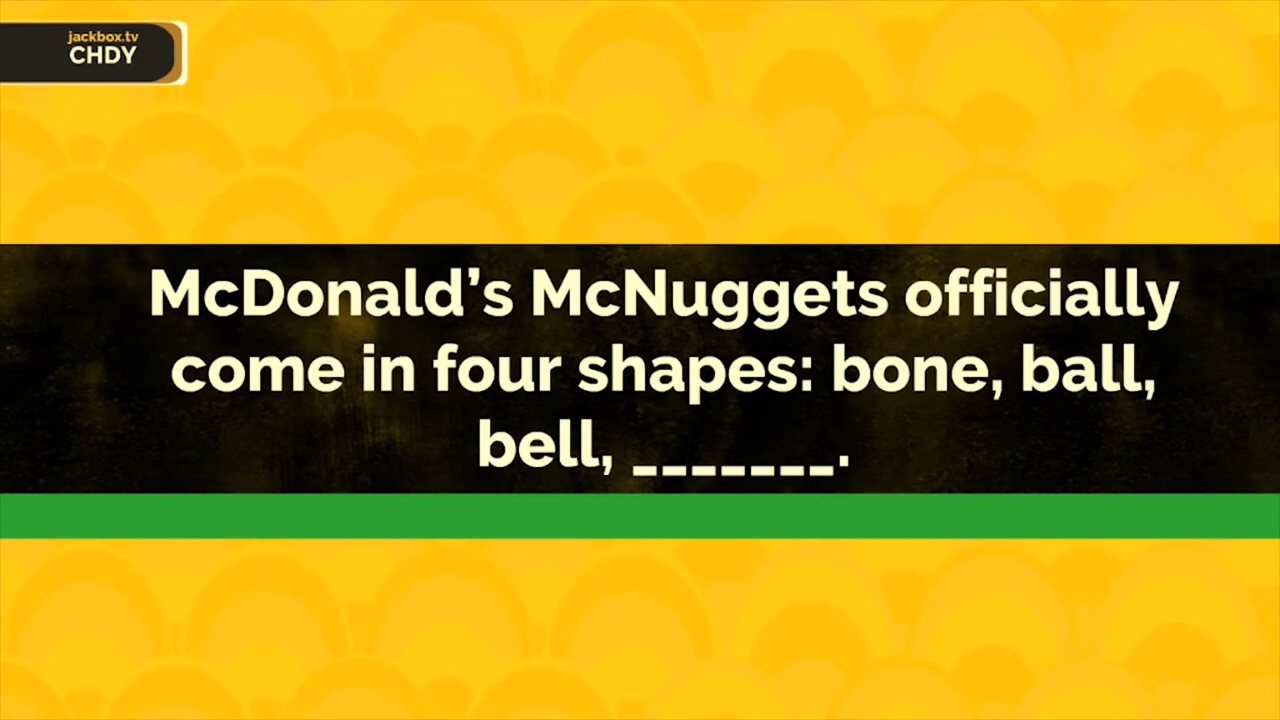 jackbox.tv
CHDY
McDonald’s McNuggets officially
come in four shapes: bone, ball,
bell, _______.